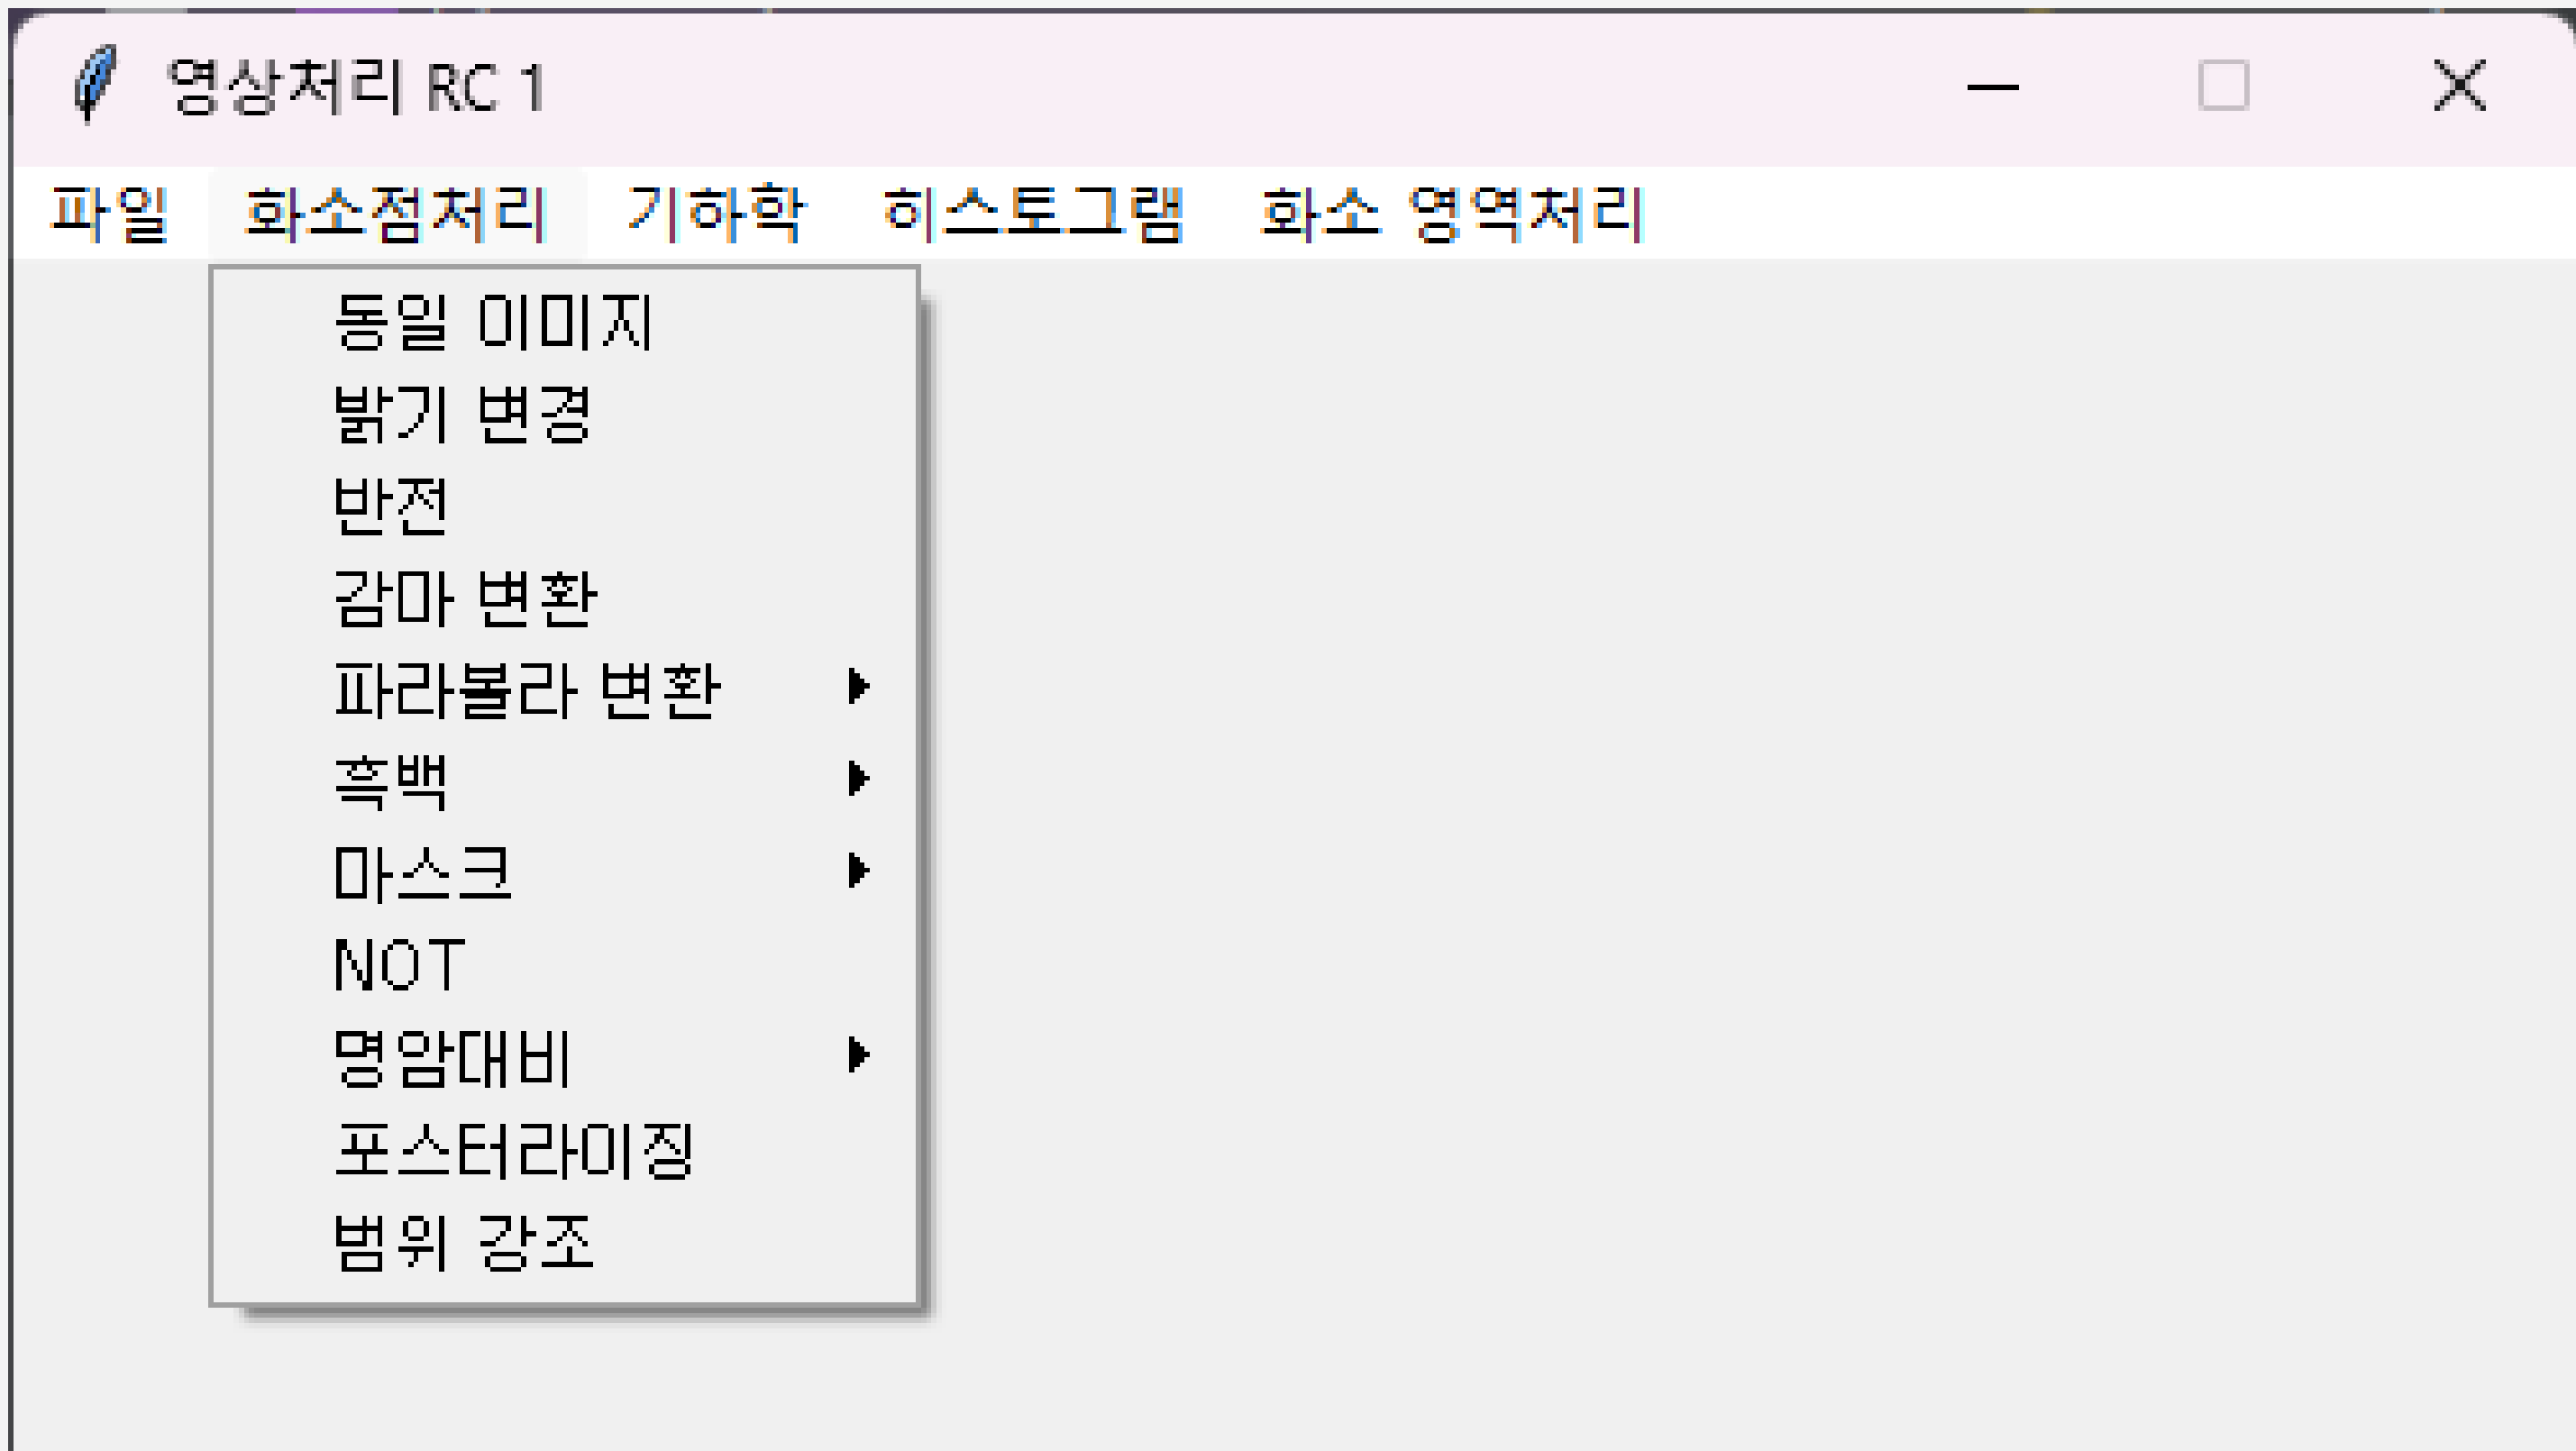 영상처리 RC 1
파일 화소점처리 기하학 히스토그램 화소 영역처리
동일 이미지
밝기 변경
반전
감마 변환
파라볼라 변환
흑백
마스크
NOT
명암대비
포스터라이징
범위 강조